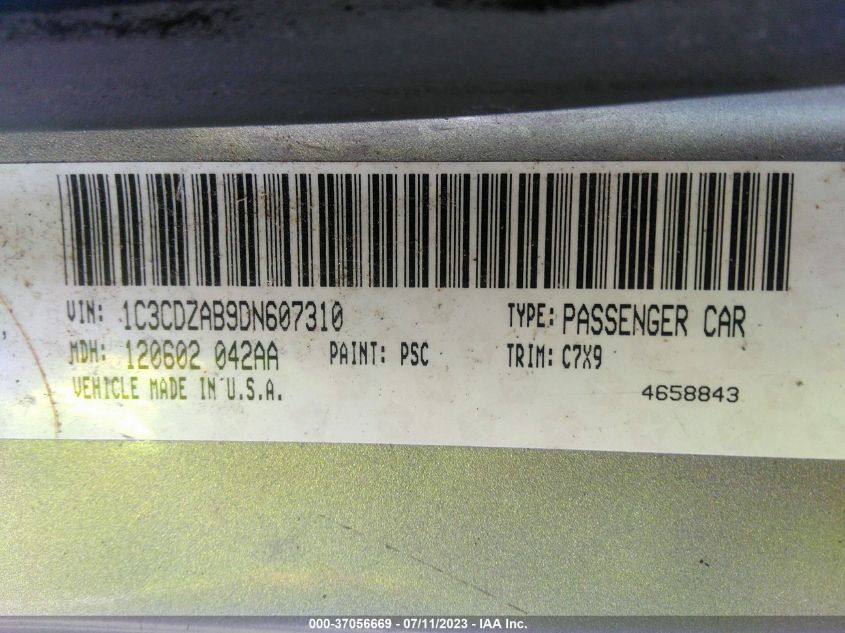 VIN: 1C3CDZAB9DN607310 TYPE: PASSENGER CAR
MDH: 120602 042AA PAINT: PSC TRIM: C7X9
VEHICLE MADE IN U.S.A. 4658843
000-37056669 - 07/11/2023 - IAA Inc.